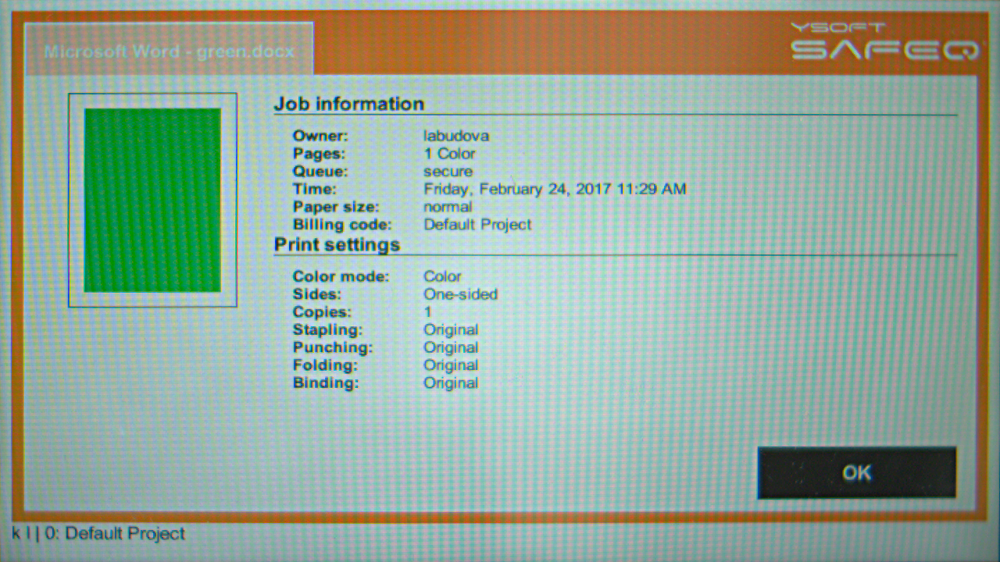 Microsoft Word - green.docx
YSOFT
SAFEQ
Job information
Owner: labudova
Pages: 1 Color
Queue: secure
Time: Friday, February 24, 2017 11:29 AM
Paper size: normal
Billing code: Default Project
Print settings
Color mode: Color
Sides: One-sided
Copies: 1
Stapling: Original
Punching: Original
Folding: Original
Binding: Original
OK
k l | 0: Default Project